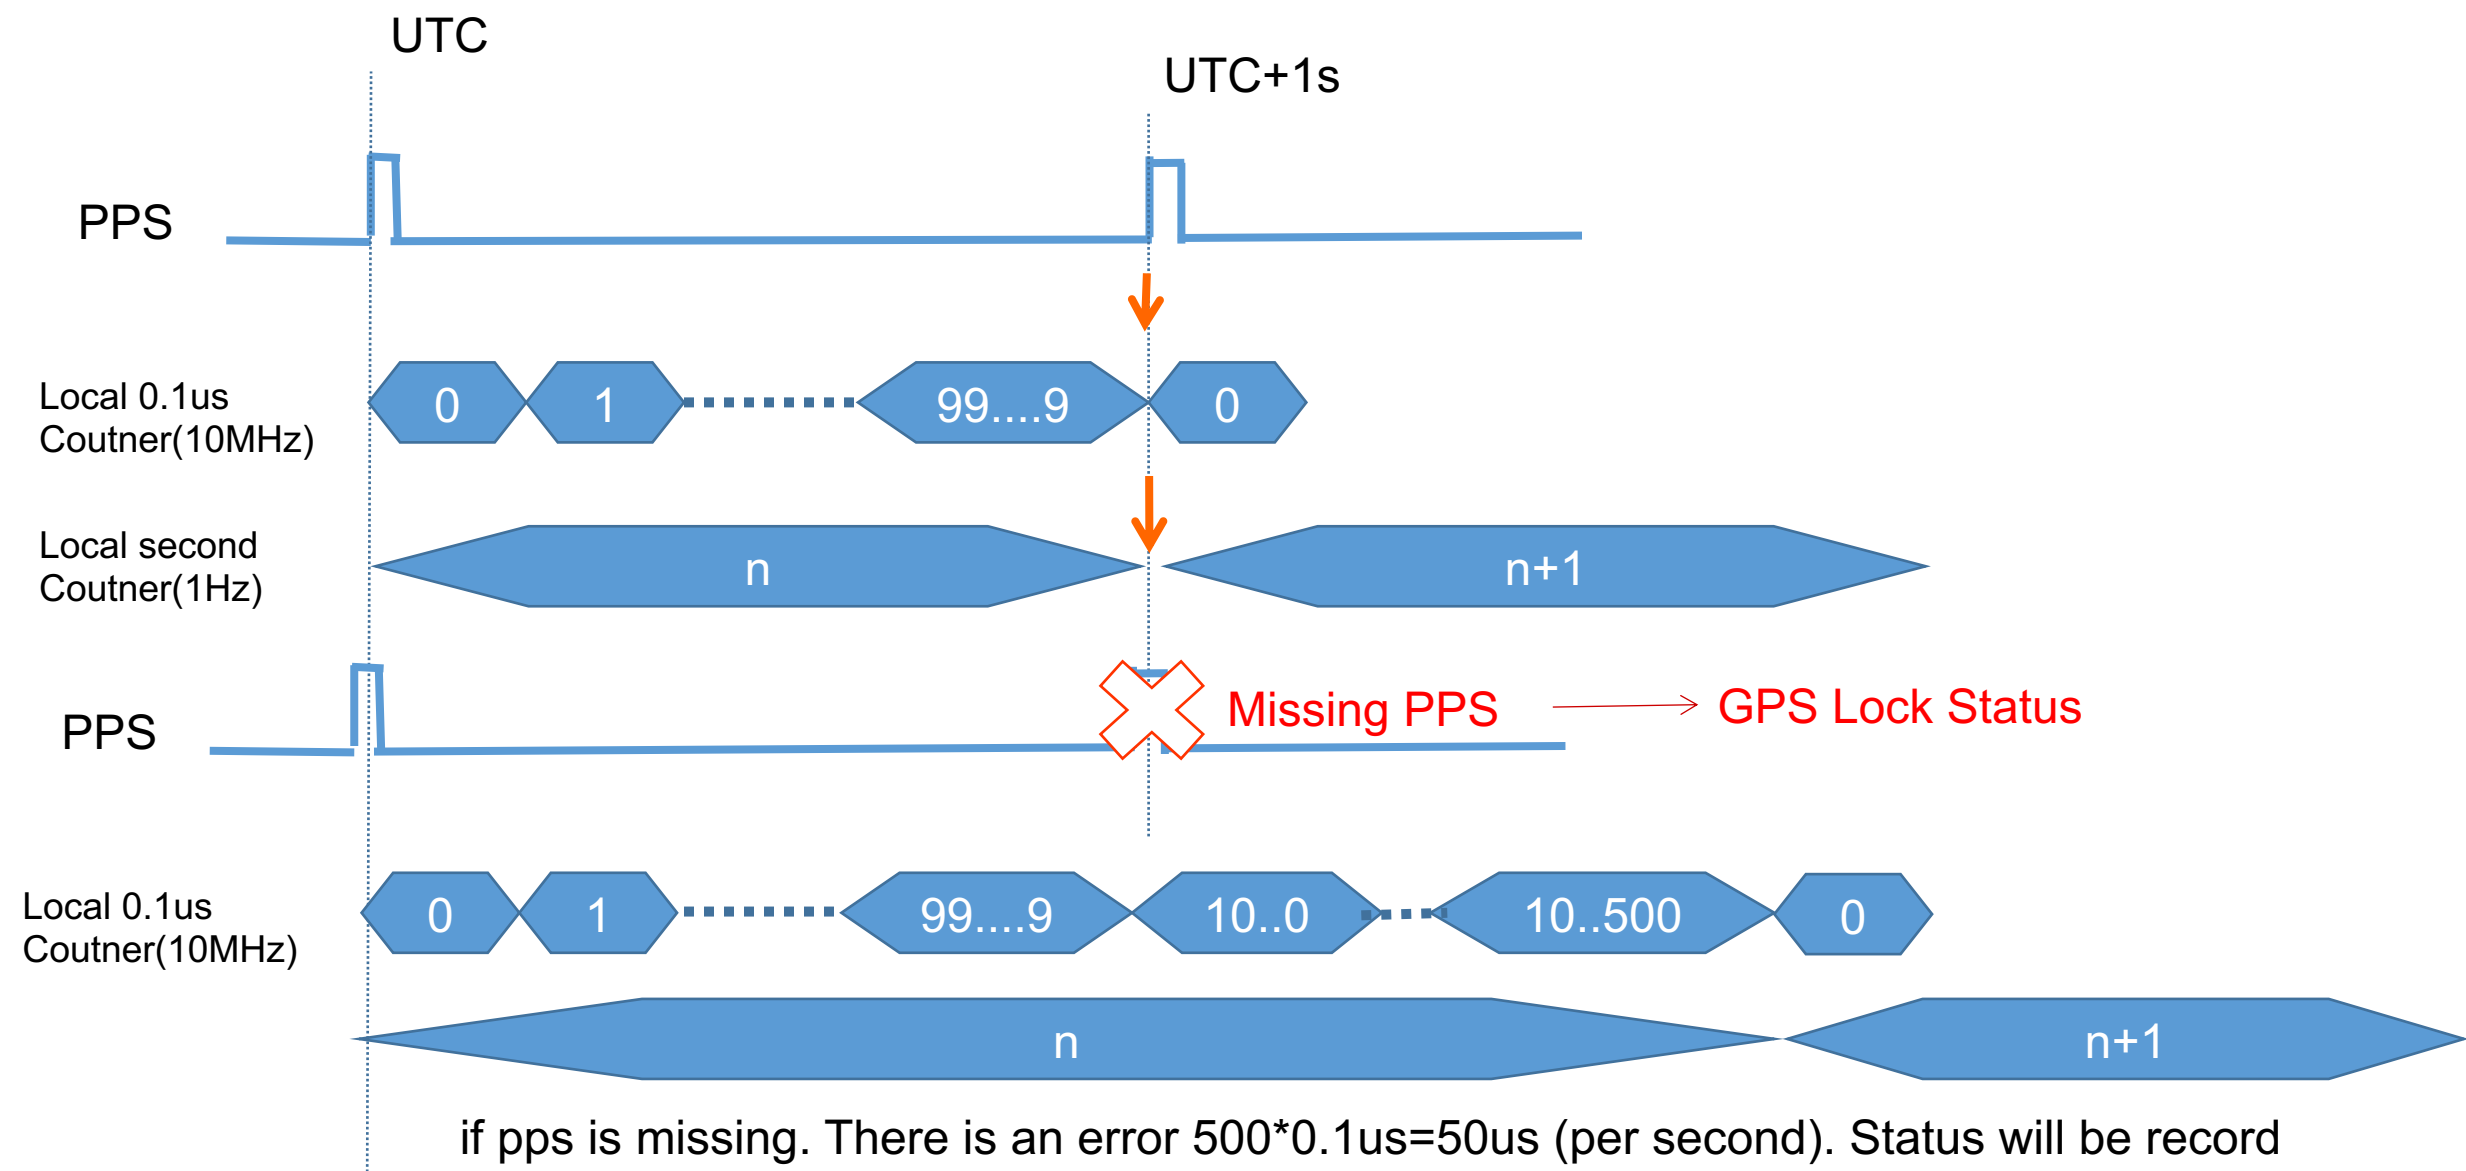 UTC
UTC+1s
PPS
Local 0.1us
Coutner(10MHz)
0
1
99....9
0
Local second
Coutner(1Hz)
n
n+1
PPS
Missing PPS
GPS Lock Status
Local 0.1us
Coutner(10MHz)
0
1
99....9
10..0
10..500
0
n
n+1
if pps is missing. There is an error 500*0.1us=50us (per second). Status will be record